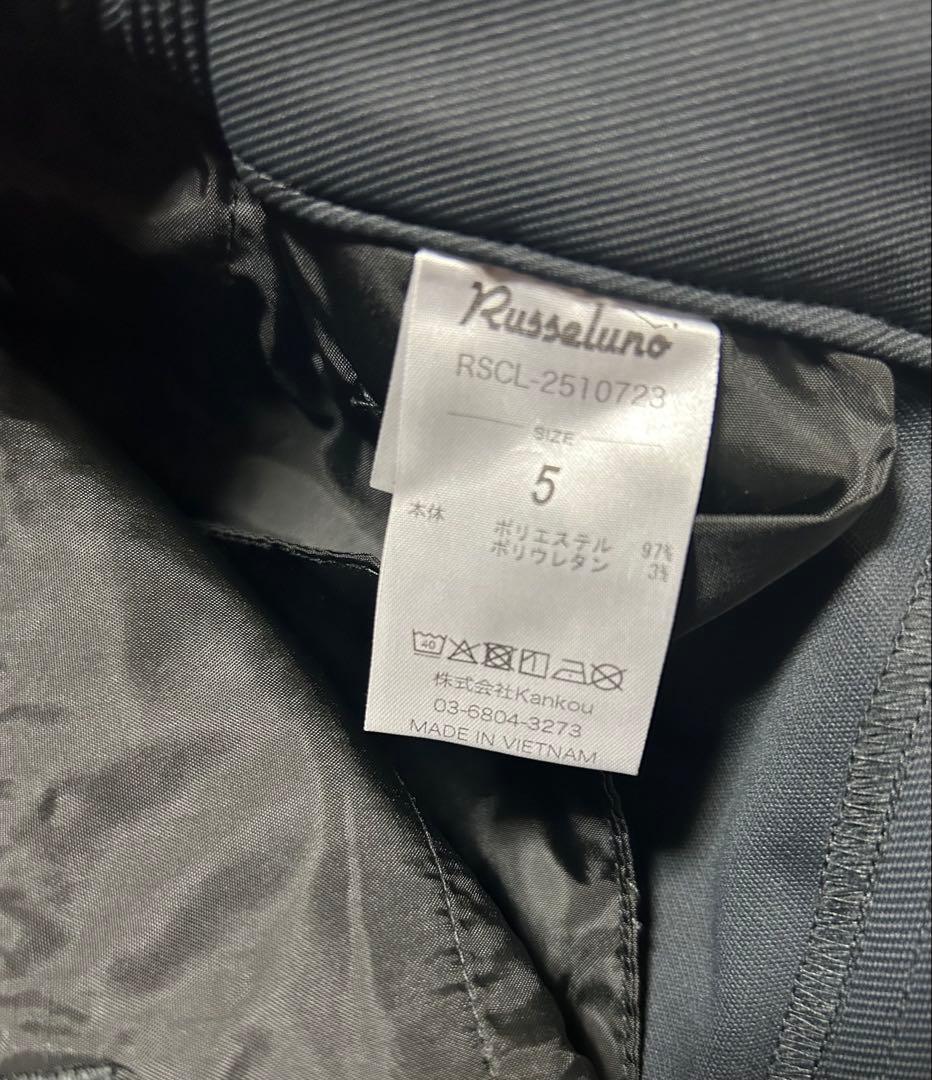 Russeluno
RSCL-2510723
SIZE
5
本体 ポリエステル 97%
ポリウレタン 3%
40
株式会社Kankou
03-6804-3273
MADE IN VIETNAM